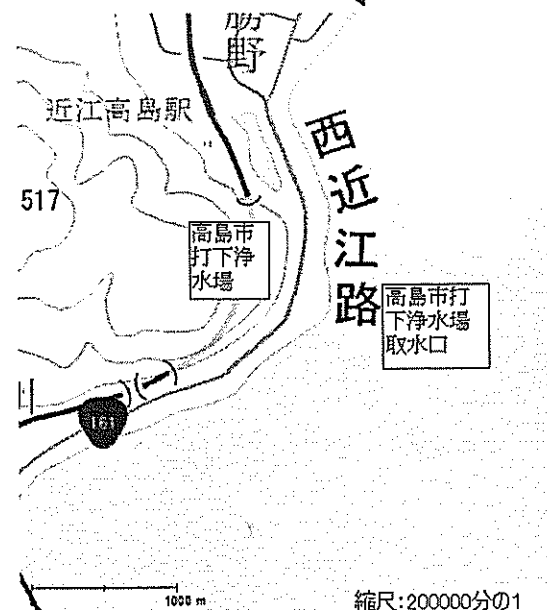 勝野
近江高島駅
西近江路
517
高島市
打下浄
水場
高島市打
下浄水場
取水口
161
1000 m
縮尺:200000分の1